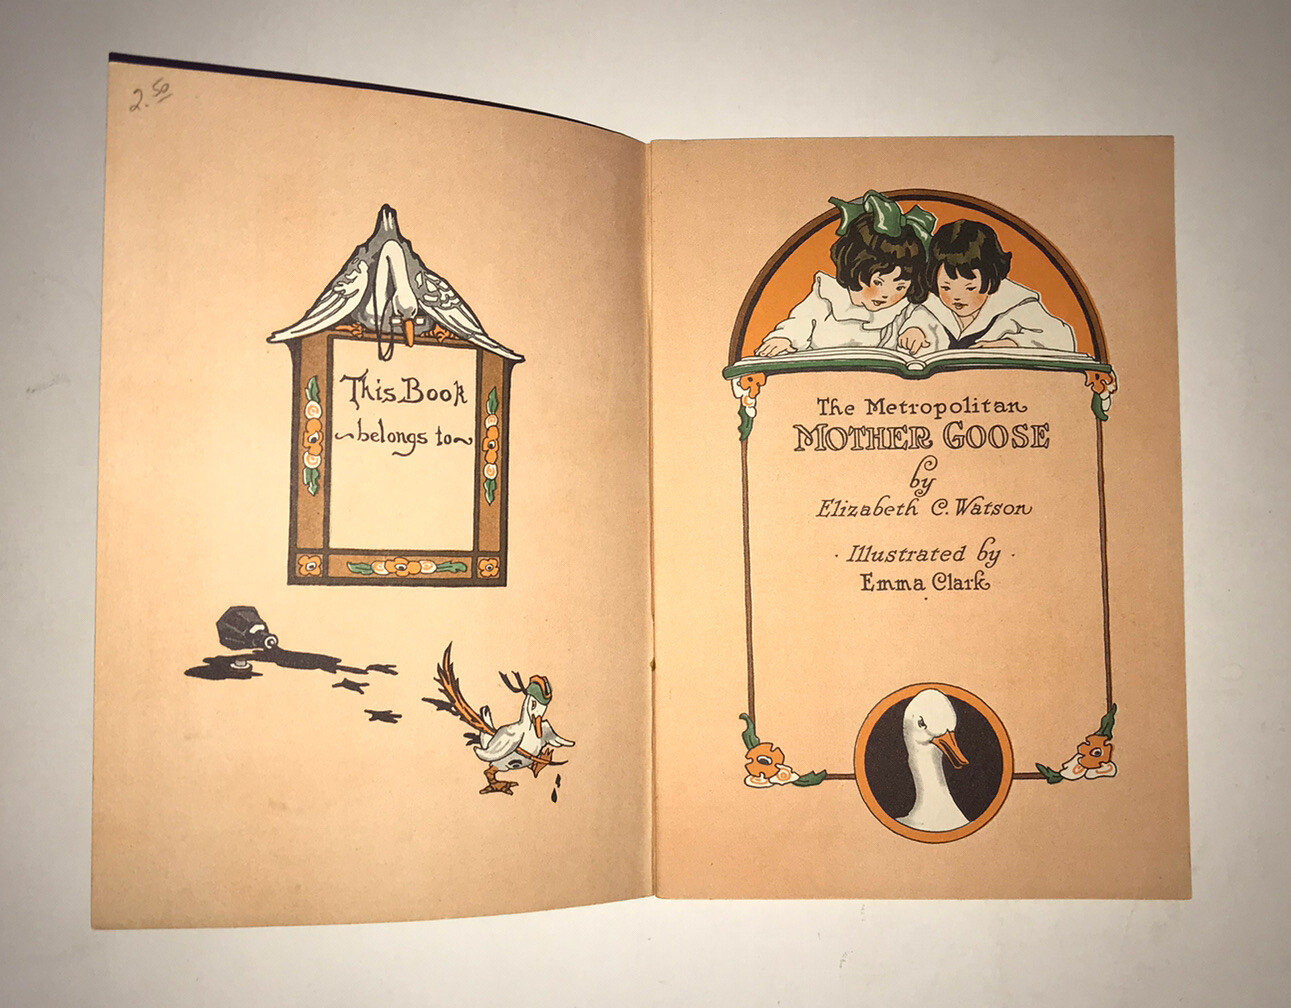 2.50
This Book
~belongs to~
The Metropolitan
MOTHER GOOSE
by
Elizabeth C. Watson
· Illustrated by ·
Emma Clark